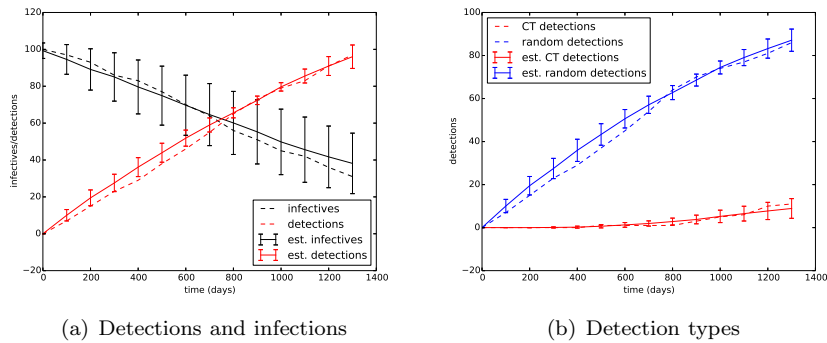 120
100
80
60
40
20
0
−20
infectives/detections
0 200 400 600 800 1000 1200 1400
time (days)
infectives
detections
est. infectives
est. detections
(a) Detections and infections
100
80
60
40
20
0
−20
detections
0 200 400 600 800 1000 1200 1400
time (days)
CT detections
random detections
est. CT detections
est. random detections
(b) Detection types